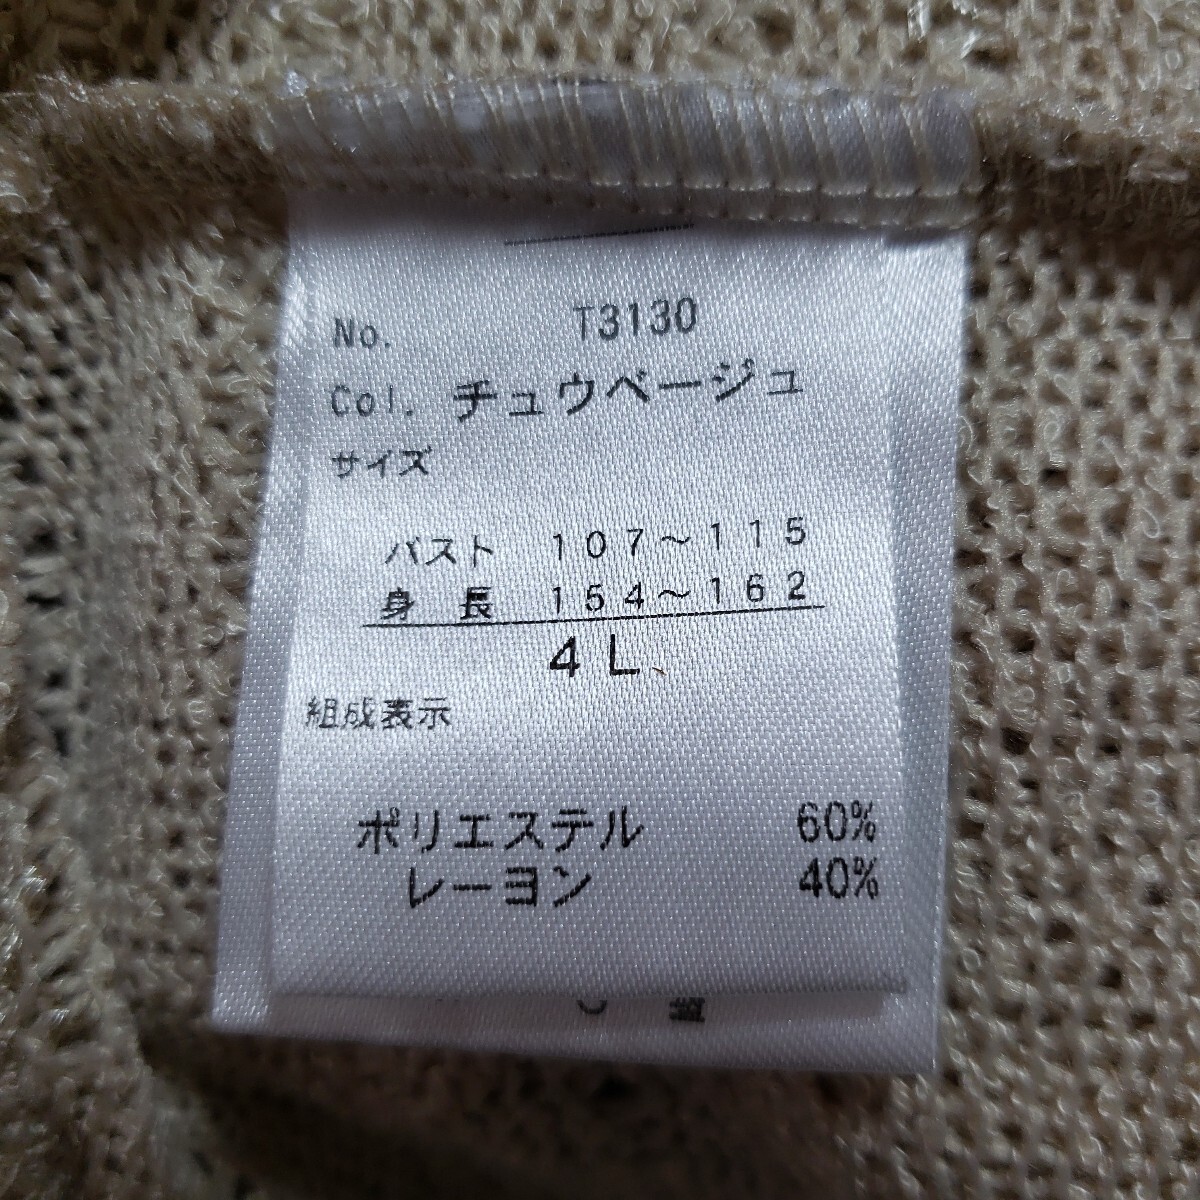 No. T3130
Col. チュウベージュ
サイズ
バスト 107～115
身 長 154～162
4L
組成表示
ポリエステル 60%
レーヨン 40%